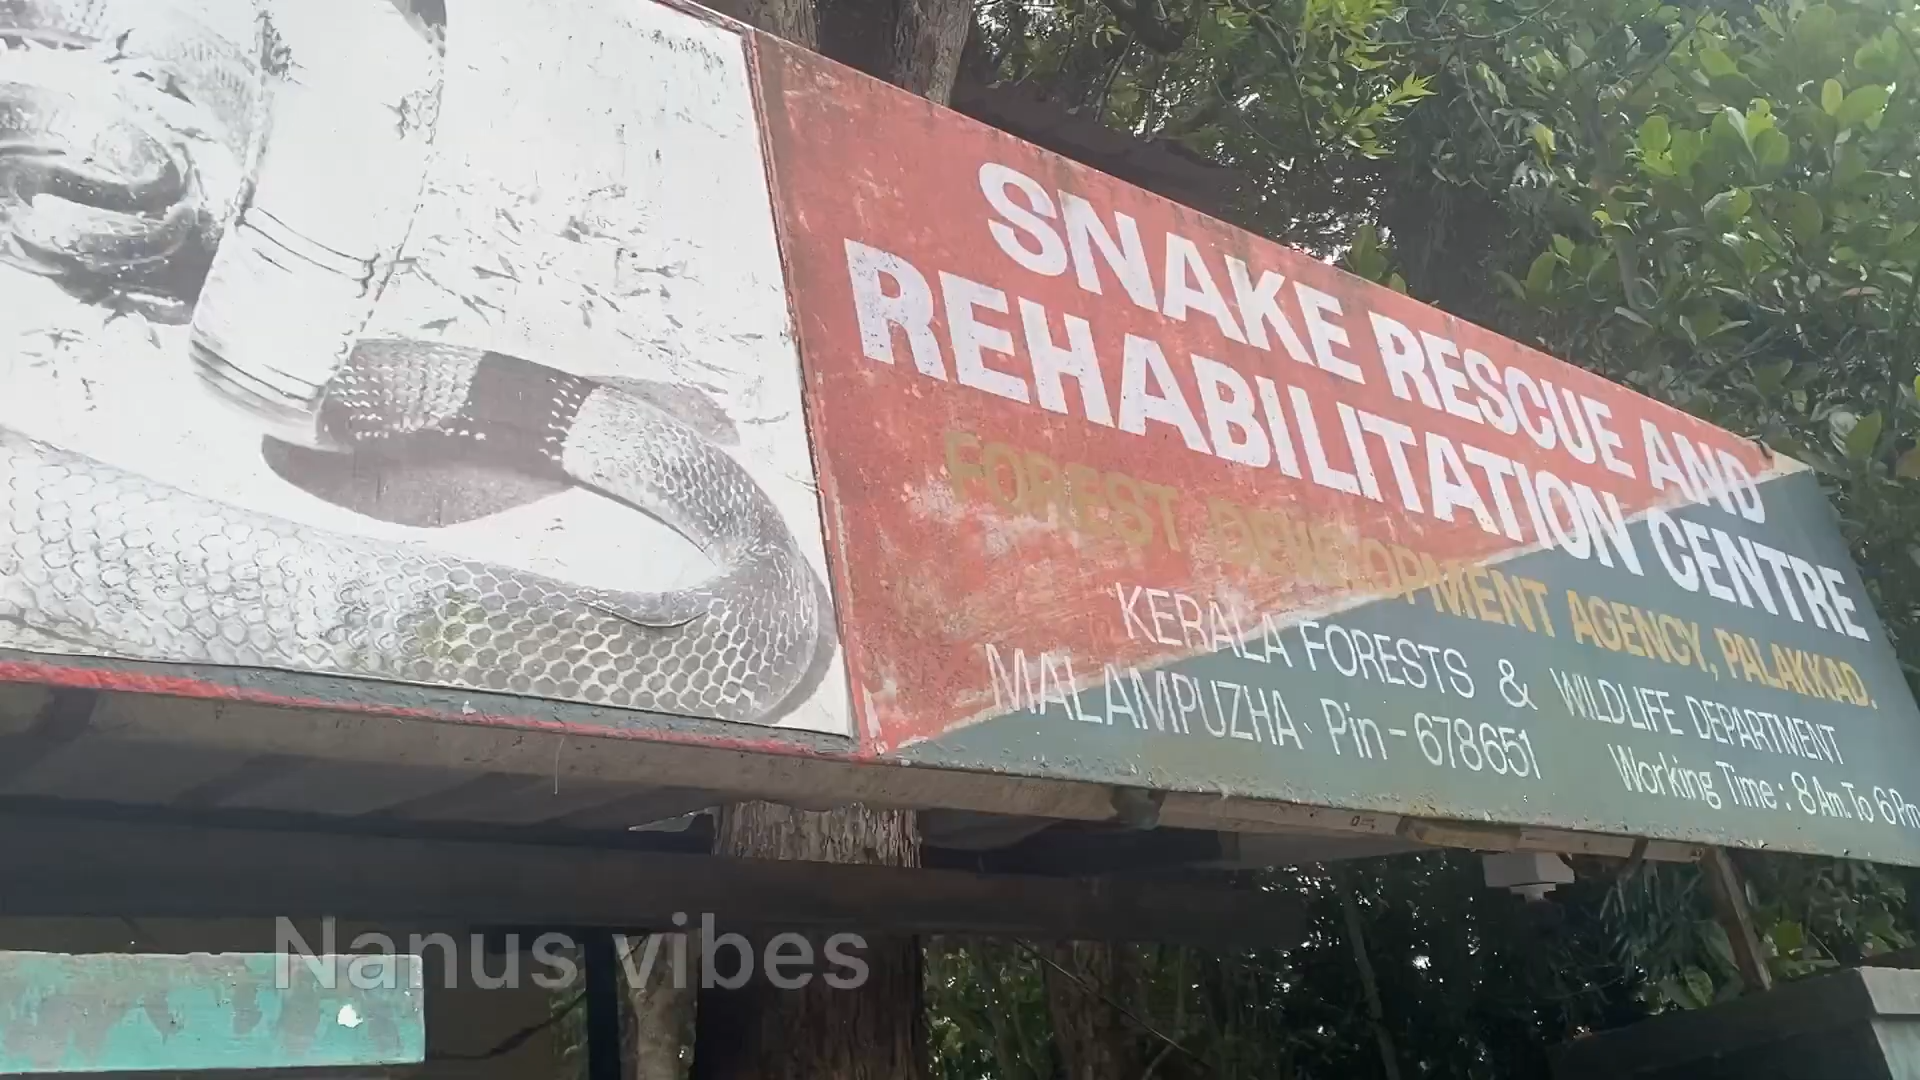 SNAKE RESCUE AND
REHABILITATION CENTRE
FOREST DEVELOPMENT AGENCY, PALAKKAD.
KERALA FORESTS & WILDLIFE DEPARTMENT
MALAMPUZHA · Pin - 678651
Working Time : 8 Am. To 6 Pm
Nanus vibes